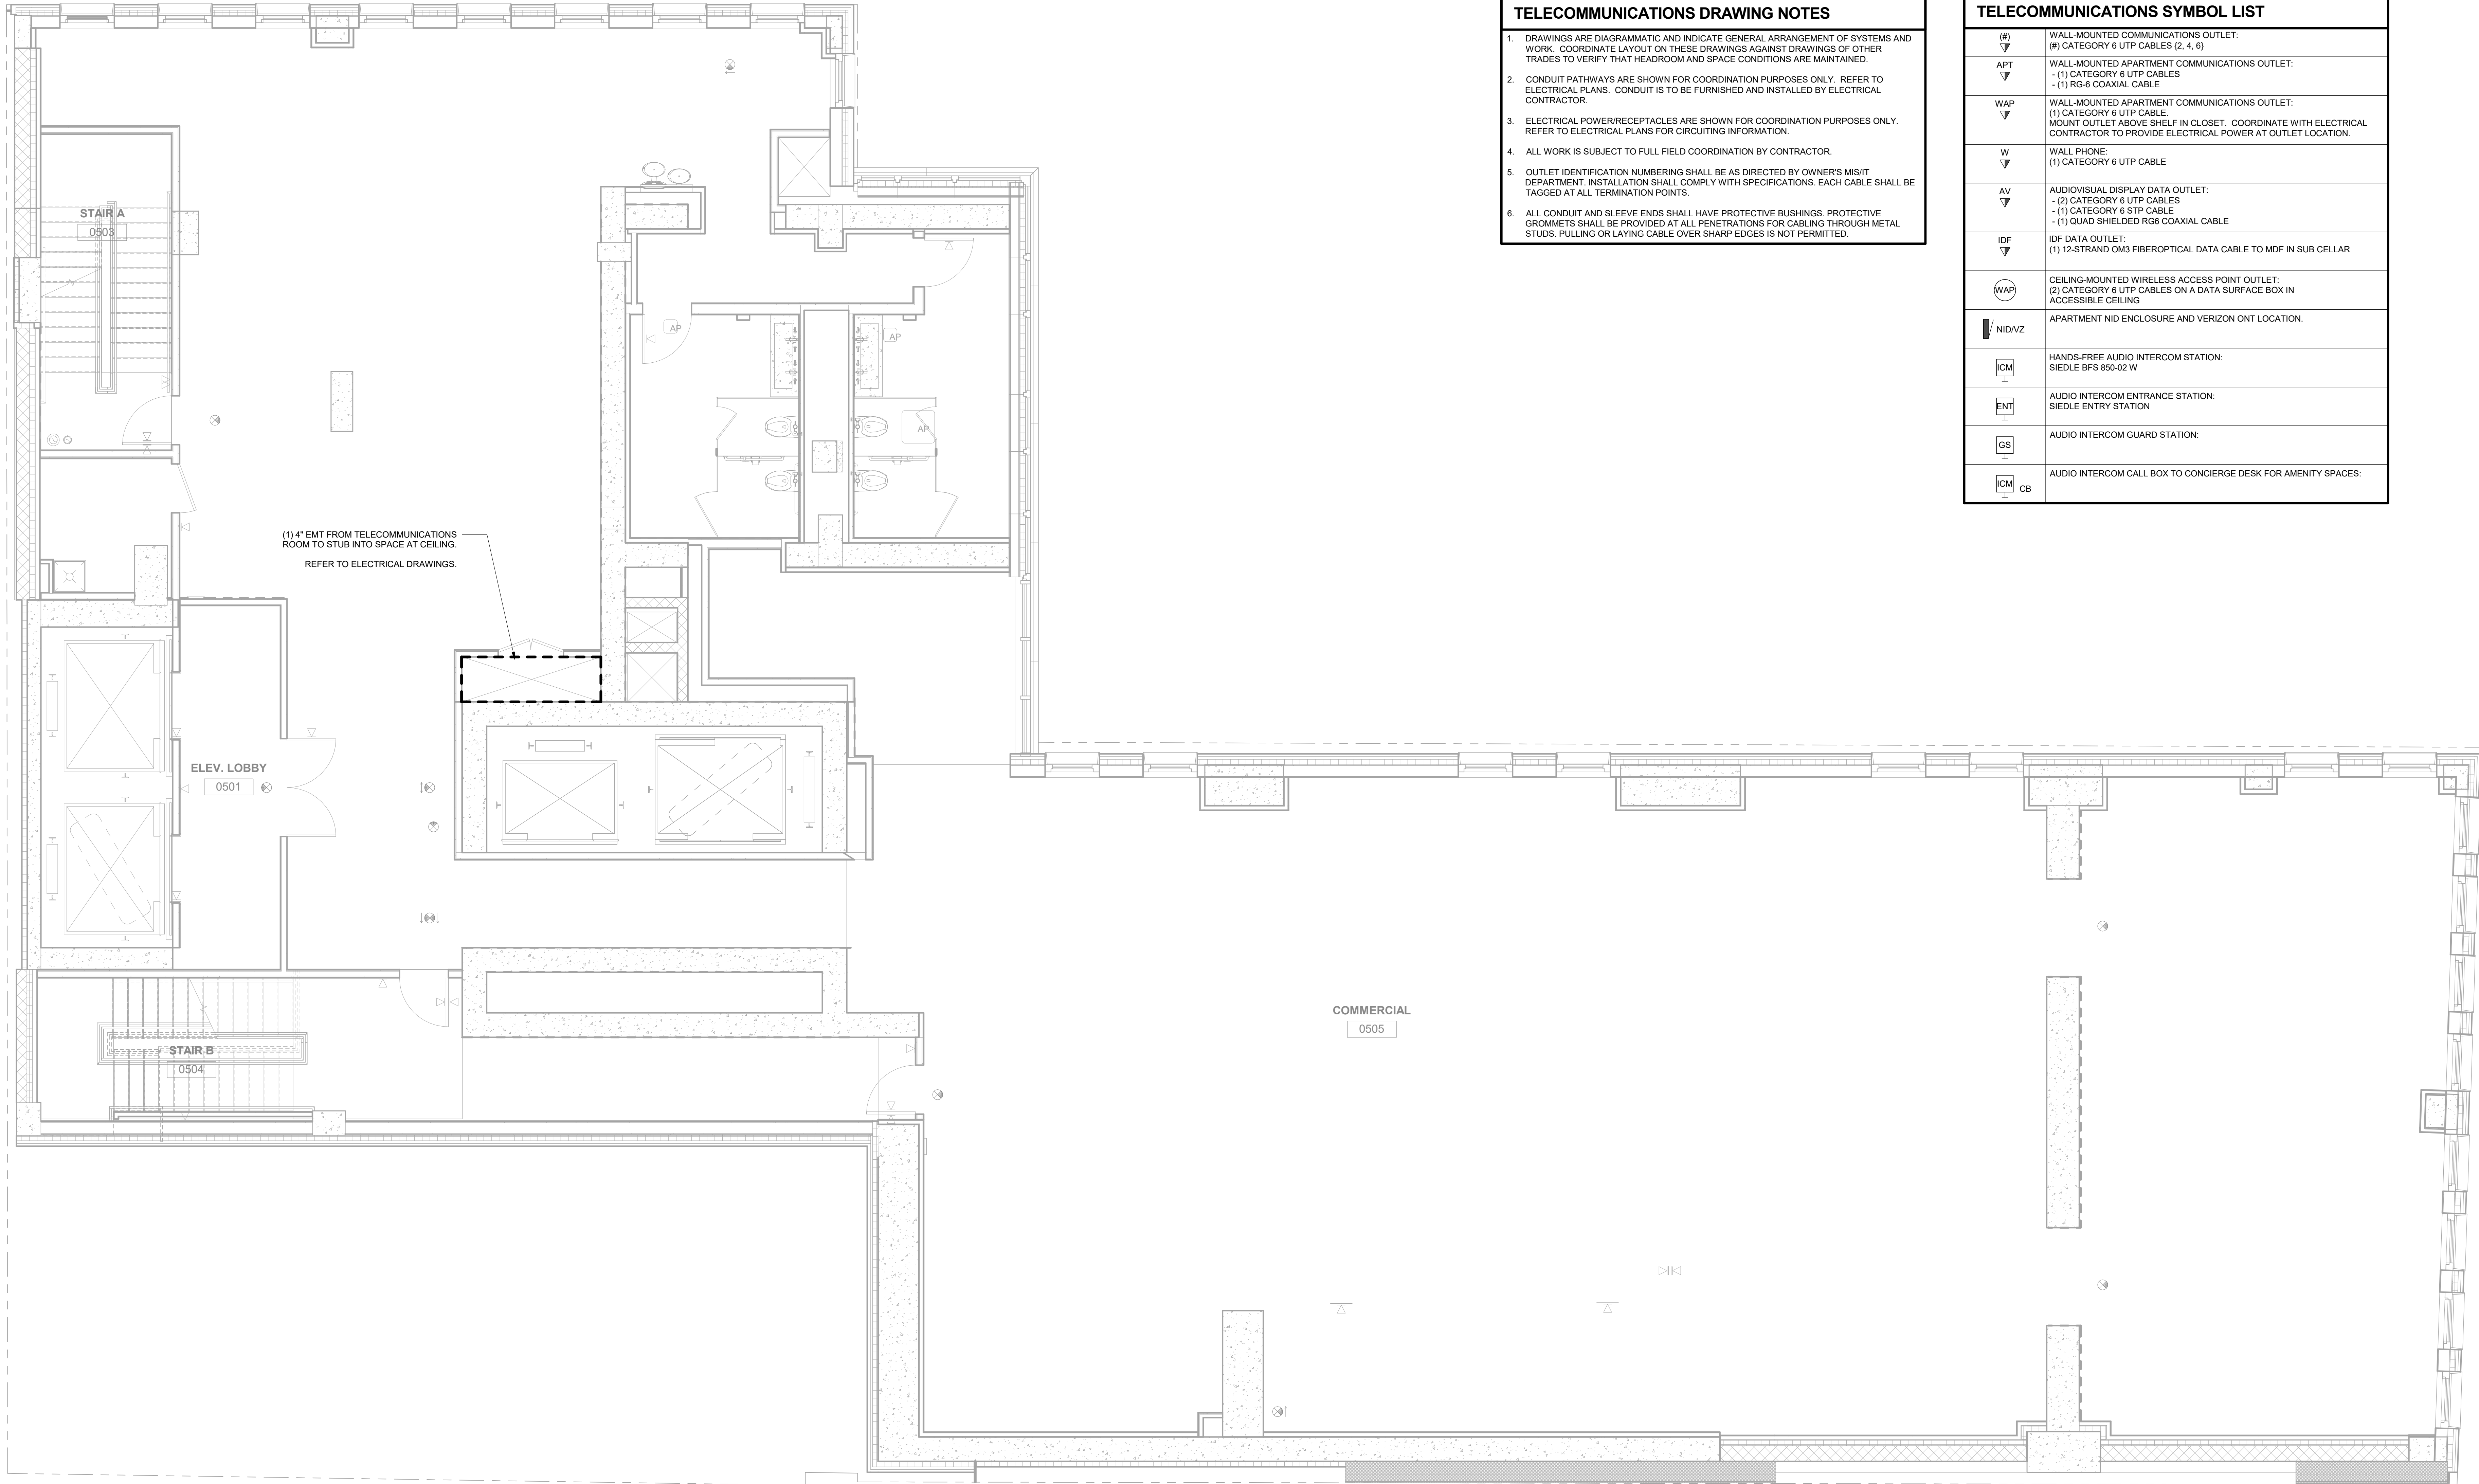 TELECOMMUNICATIONS DRAWING NOTES
1. DRAWINGS ARE DIAGRAMMATIC AND INDICATE GENERAL ARRANGEMENT OF SYSTEMS AND
WORK. COORDINATE LAYOUT ON THESE DRAWINGS AGAINST DRAWINGS OF OTHER
TRADES TO VERIFY THAT HEADROOM AND SPACE CONDITIONS ARE MAINTAINED.
2. CONDUIT PATHWAYS ARE SHOWN FOR COORDINATION PURPOSES ONLY. REFER TO
ELECTRICAL PLANS. CONDUIT IS TO BE FURNISHED AND INSTALLED BY ELECTRICAL
CONTRACTOR.
3. ELECTRICAL POWER/RECEPTACLES ARE SHOWN FOR COORDINATION PURPOSES ONLY.
REFER TO ELECTRICAL PLANS FOR CIRCUITING INFORMATION.
4. ALL WORK IS SUBJECT TO FULL FIELD COORDINATION BY CONTRACTOR.
5. OUTLET IDENTIFICATION NUMBERING SHALL BE AS DIRECTED BY OWNER'S MIS/IT
DEPARTMENT. INSTALLATION SHALL COMPLY WITH SPECIFICATIONS. EACH CABLE SHALL BE
TAGGED AT ALL TERMINATION POINTS.
6. ALL CONDUIT AND SLEEVE ENDS SHALL HAVE PROTECTIVE BUSHINGS. PROTECTIVE
GROMMETS SHALL BE PROVIDED AT ALL PENETRATIONS FOR CABLING THROUGH METAL
STUDS. PULLING OR LAYING CABLE OVER SHARP EDGES IS NOT PERMITTED.
TELECOMMUNICATIONS SYMBOL LIST
(#)
WALL-MOUNTED COMMUNICATIONS OUTLET:
(#) CATEGORY 6 UTP CABLES {2, 4, 6}
APT
WALL-MOUNTED APARTMENT COMMUNICATIONS OUTLET:
- (1) CATEGORY 6 UTP CABLES
- (1) RG-6 COAXIAL CABLE
WAP
WALL-MOUNTED APARTMENT COMMUNICATIONS OUTLET:
(1) CATEGORY 6 UTP CABLE.
MOUNT OUTLET ABOVE SHELF IN CLOSET. COORDINATE WITH ELECTRICAL
CONTRACTOR TO PROVIDE ELECTRICAL POWER AT OUTLET LOCATION.
W
WALL PHONE:
(1) CATEGORY 6 UTP CABLE
AV
AUDIOVISUAL DISPLAY DATA OUTLET:
- (2) CATEGORY 6 UTP CABLES
- (1) CATEGORY 6 STP CABLE
- (1) QUAD SHIELDED RG6 COAXIAL CABLE
IDF
IDF DATA OUTLET:
(1) 12-STRAND OM3 FIBEROPTICAL DATA CABLE TO MDF IN SUB CELLAR
WAP
CEILING-MOUNTED WIRELESS ACCESS POINT OUTLET:
(2) CATEGORY 6 UTP CABLES ON A DATA SURFACE BOX IN
ACCESSIBLE CEILING
NID/VZ
APARTMENT NID ENCLOSURE AND VERIZON ONT LOCATION.
ICM
HANDS-FREE AUDIO INTERCOM STATION:
SIEDLE BFS 850-02 W
ENT
AUDIO INTERCOM ENTRANCE STATION:
SIEDLE ENTRY STATION
GS
AUDIO INTERCOM GUARD STATION:
ICM CB
AUDIO INTERCOM CALL BOX TO CONCIERGE DESK FOR AMENITY SPACES:
STAIR A
0503
AP
AP
AP
(1) 4" EMT FROM TELECOMMUNICATIONS
ROOM TO STUB INTO SPACE AT CEILING.
REFER TO ELECTRICAL DRAWINGS.
ELEV. LOBBY
0501
COMMERCIAL
0505
STAIR B
0504